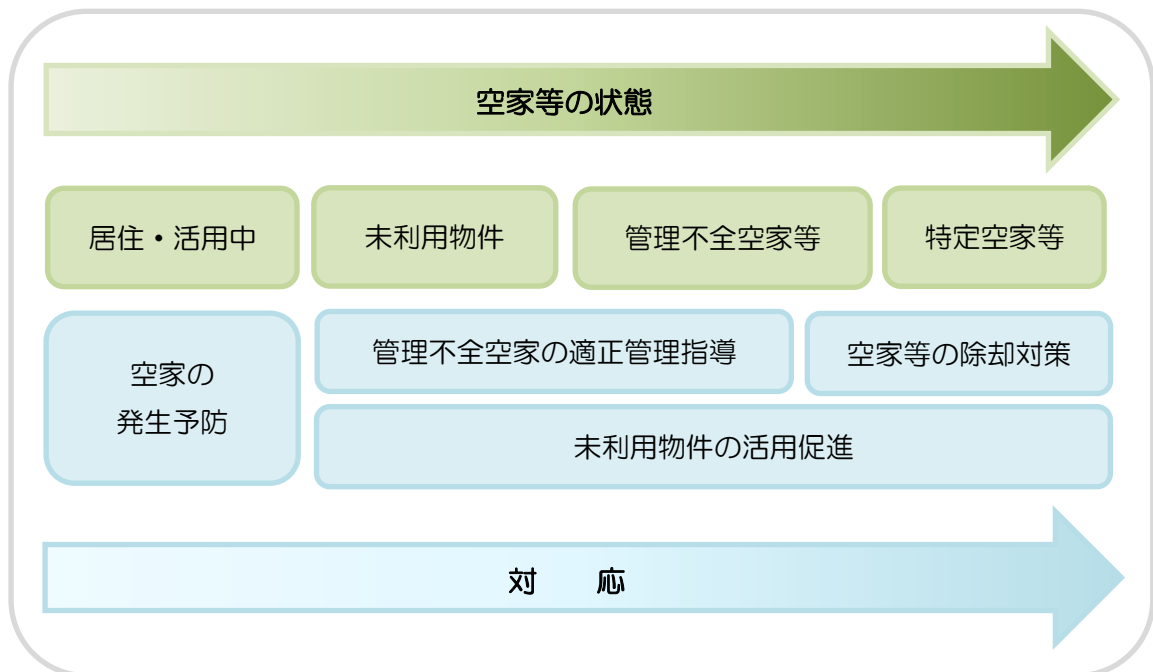 空家等の状態
居住・活用中
未利用物件
管理不全空家等
特定空家等
空家の
発生予防
管理不全空家の適正管理指導
空家等の除却対策
未利用物件の活用促進
対　　応